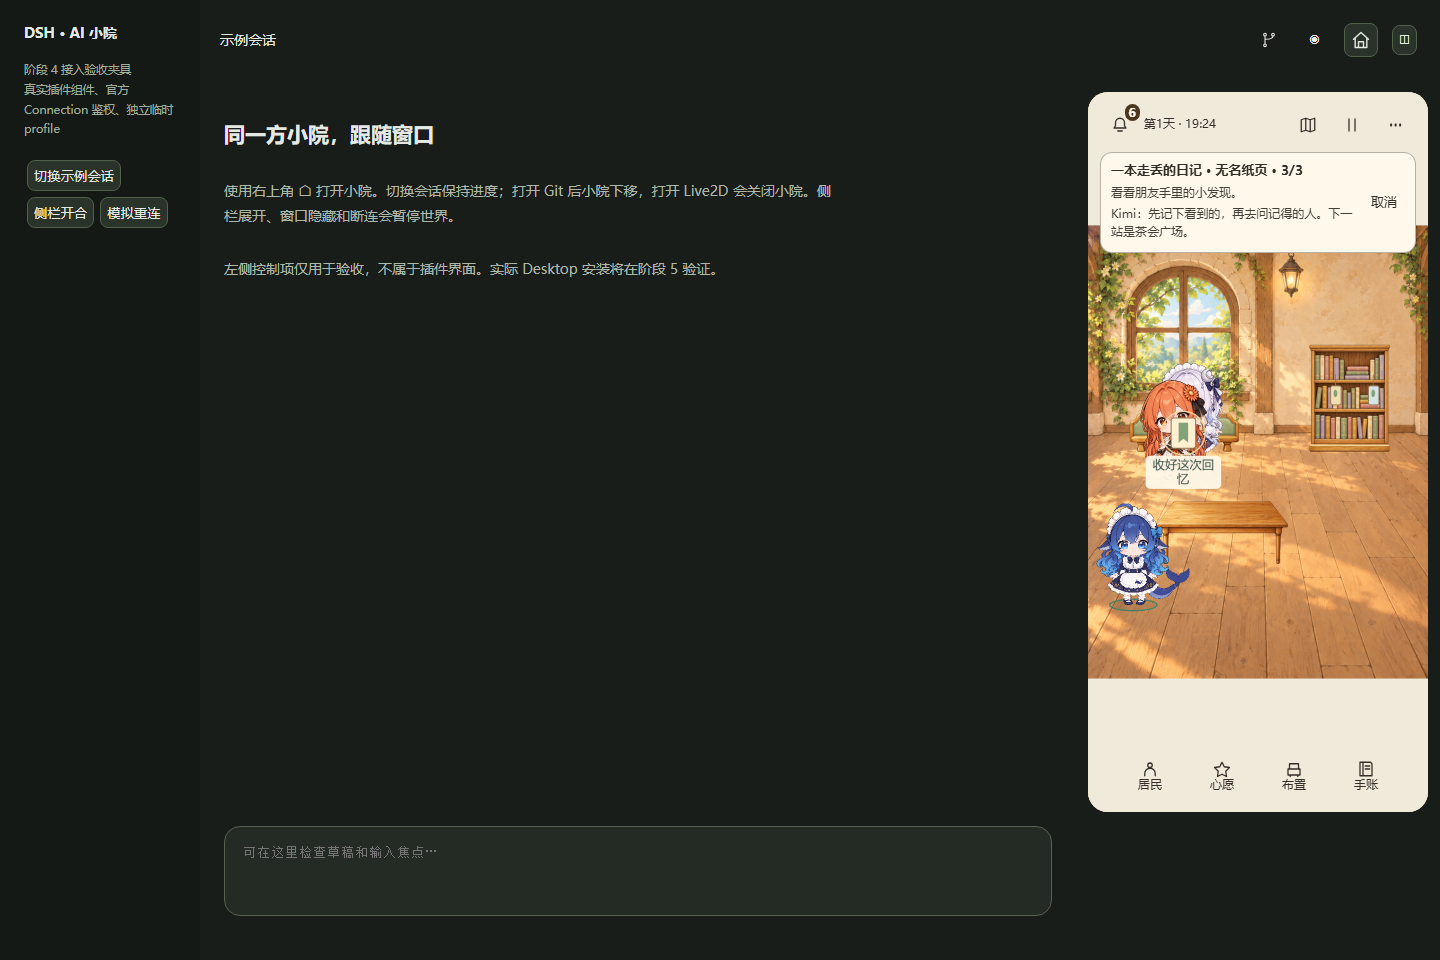 DSH • AI 小院
阶段 4 接入验收夹具
真实插件组件、官方
Connection 鉴权、独立临时
profile
切换示例会话
侧栏开合
模拟重连
示例会话
同一方小院，跟随窗口
使用右上角 ⌂ 打开小院。切换会话保持进度；打开 Git 后小院下移，打开 Live2D 会关闭小院。侧
栏展开、窗口隐藏和断连会暂停世界。
左侧控制项仅用于验收，不属于插件界面。实际 Desktop 安装将在阶段 5 验证。
可在这里检查草稿和输入焦点…
6
第1天 · 19:24
一本走丢的日记 • 无名纸页 • 3/3
看看朋友手里的小发现。
Kimi：先记下看到的，再去问记得的人。下一
站是茶会广场。
取消
收好这次回
忆
居民
心愿
布置
手账